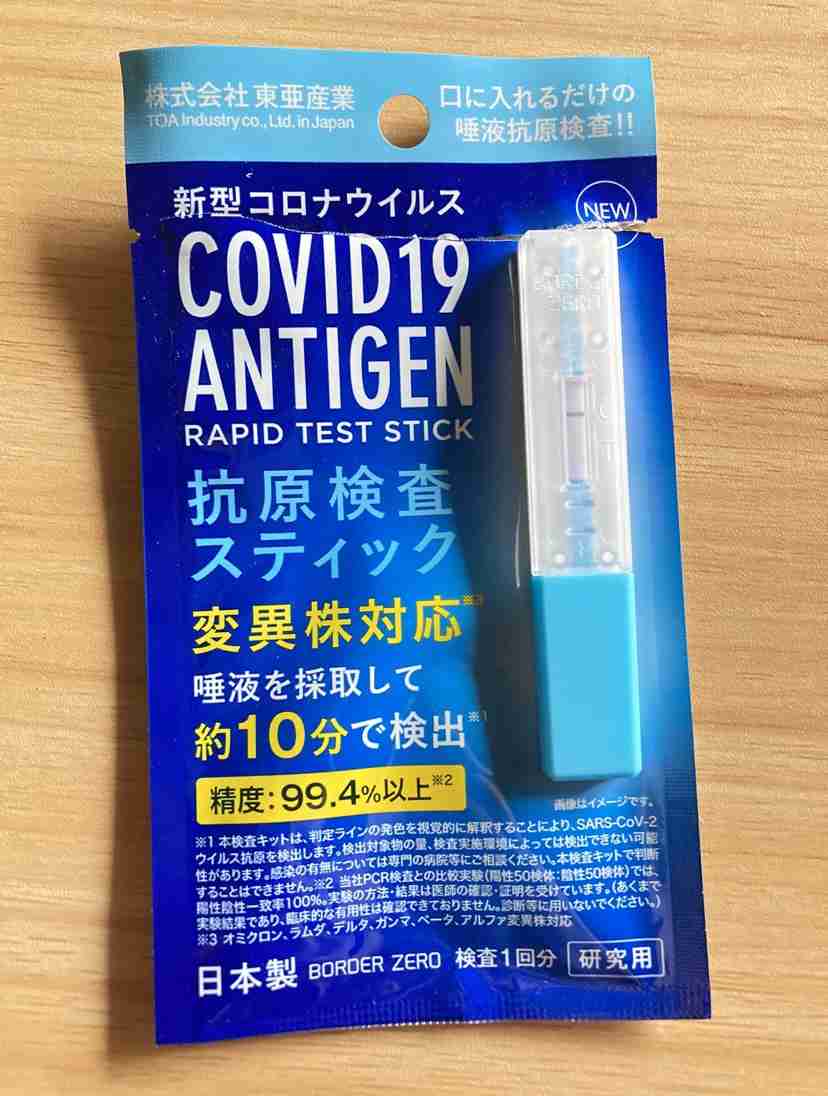 株式会社 東亜産業
TOA Industry co., Ltd. in Japan
口に入れるだけの
唾液抗原検査!!
新型コロナウイルス
NEW
COVID19
ANTIGEN
RAPID TEST STICK
抗原検査
スティック
変異株対応※3
唾液を採取して
約10分で検出※1
精度：99.4%以上※2
BORDER
ZERO
C
T
画像はイメージです。
※1 本検査キットは、判定ラインの発色を視覚的に解釈することにより、SARS-CoV-2
ウイルス抗原を検出します。検出対象物の量、検査実施環境によっては検出できない可能
性があります。感染の有無については専門の病院等にご相談ください。本検査キットで判断
することはできません。※2 当社PCR検査との比較実験(陽性50検体：陰性50検体)では、
陽性陰性一致率100%。実験の方法・結果は医師の確認・証明を受けています。(あくまで
実験結果であり、臨床的な有用性は確認できておりません。診断等に用いないでください。)
※3 オミクロン、ラムダ、デルタ、ガンマ、ベータ、アルファ変異株対応
日本製 BORDER ZERO 検査1回分 研究用